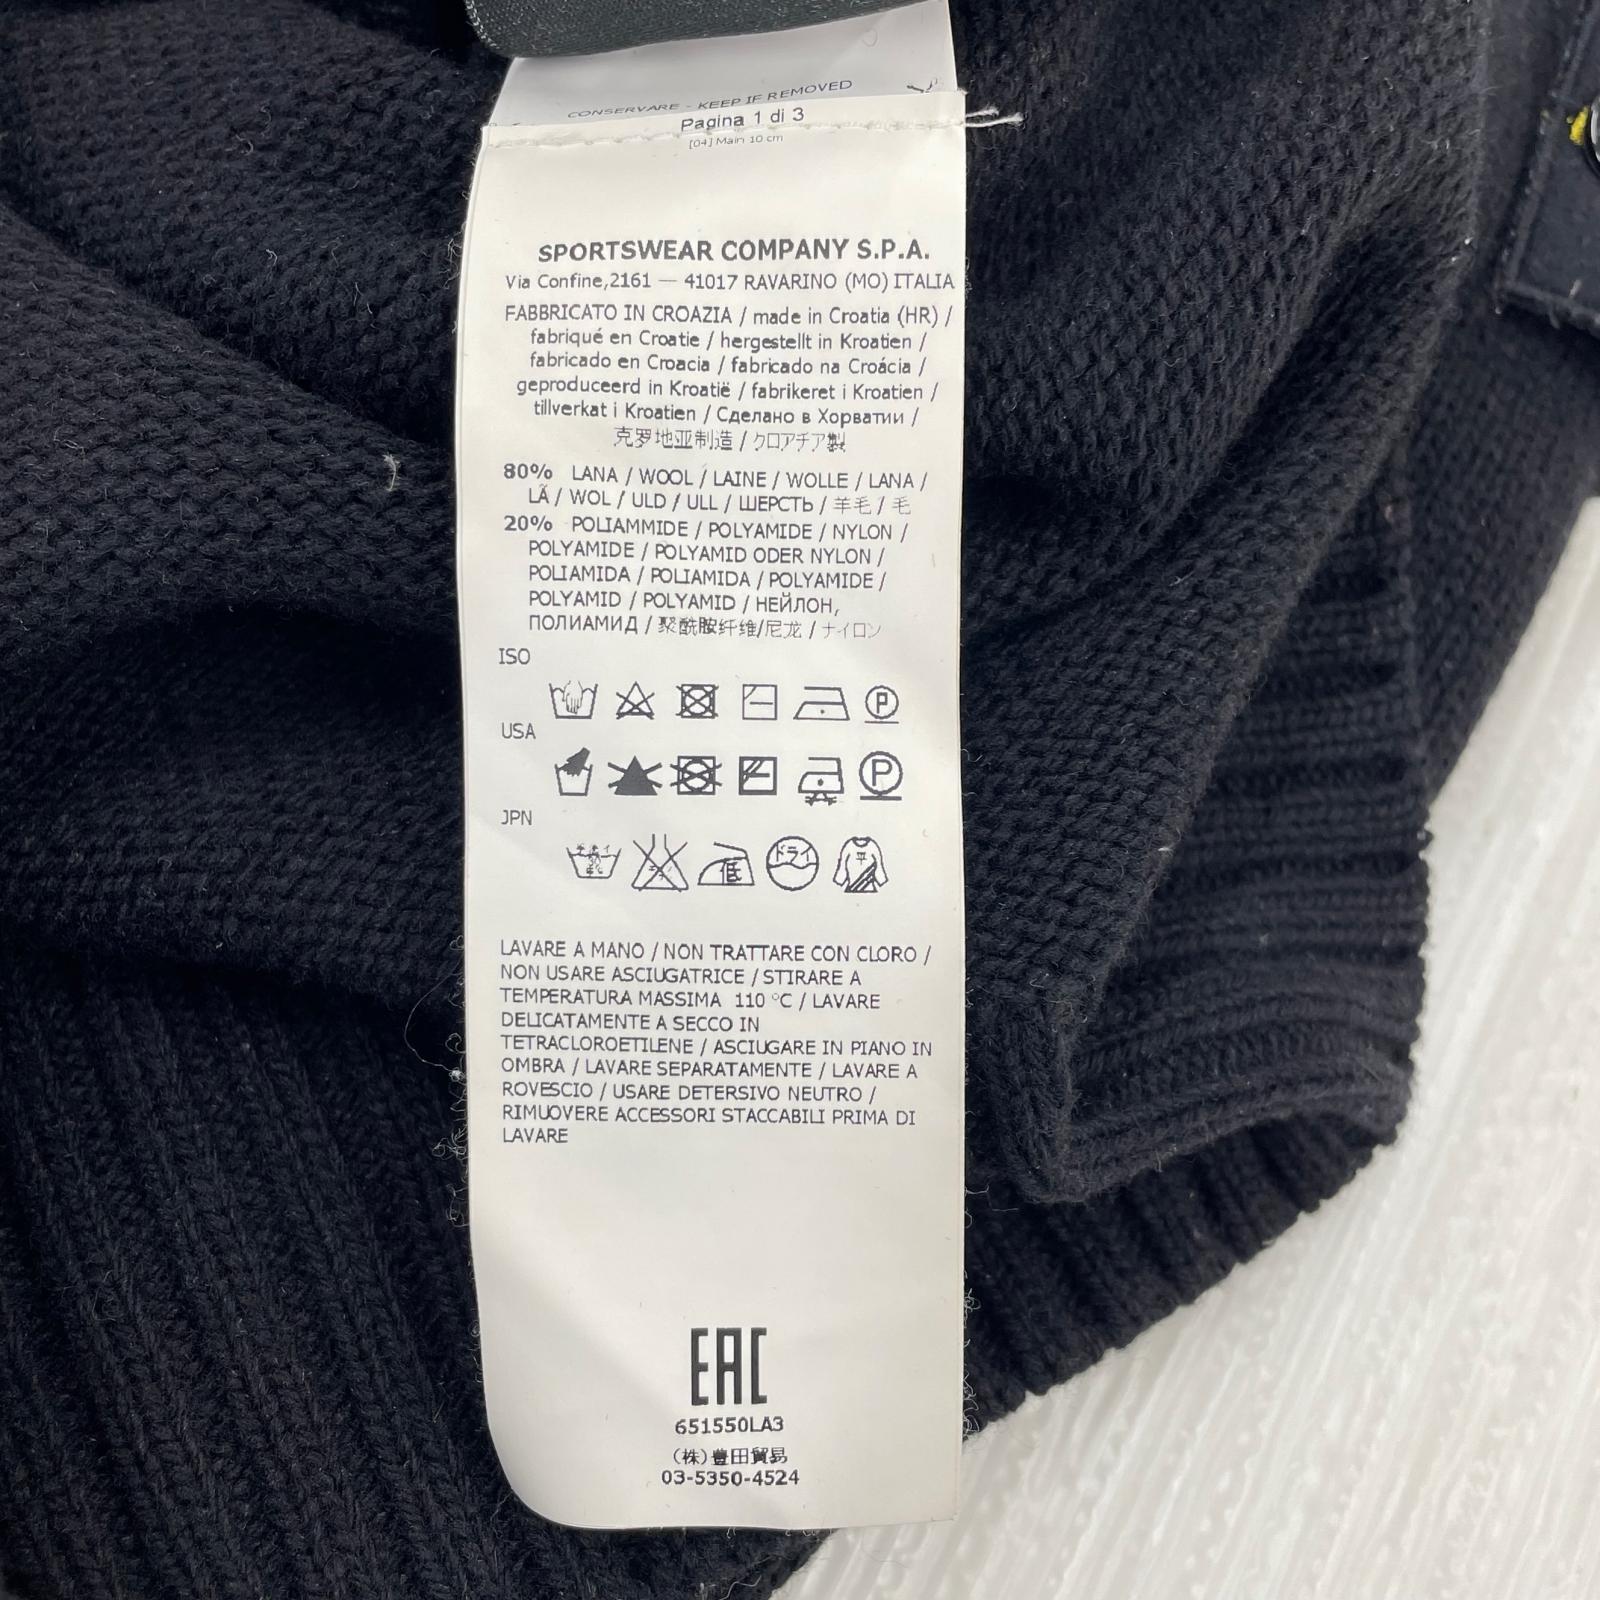 CONSERVARE - KEEP IF REMOVED
Pagina 1 di 3
[04] Main 10 cm
SPORTSWEAR COMPANY S.P.A.
Via Confine,2161 — 41017 RAVARINO (MO) ITALIA
FABBRICATO IN CROAZIA / made in Croatia (HR) /
fabriqué en Croatie / hergestellt in Kroatien /
fabricado en Croacia / fabricado na Croácia /
geproduceerd in Kroatië / fabrikeret i Kroatien /
tillverkat i Kroatien / Сделано в Хорватии /
克罗地亚制造 / クロアチア製
80% LANA / WOOL / LAINE / WOLLE / LANA /
LÃ / WOL / ULD / ULL / ШЕРСТЬ / 羊毛 / 毛
20% POLIAMMIDE / POLYAMIDE / NYLON /
POLYAMIDE / POLYAMID ODER NYLON /
POLIAMIDA / POLIAMIDA / POLYAMIDE /
POLYAMID / POLYAMID / НЕЙЛОН,
ПОЛИАМИД / 聚酰胺纤维/尼龙 / ナイロン
ISO
P
USA
P
JPN
低 ドライ 平
LAVARE A MANO / NON TRATTARE CON CLORO /
NON USARE ASCIUGATRICE / STIRARE A
TEMPERATURA MASSIMA 110 °C / LAVARE
DELICATAMENTE A SECCO IN
TETRACLOROETILENE / ASCIUGARE IN PIANO IN
OMBRA / LAVARE SEPARATAMENTE / LAVARE A
ROVESCIO / USARE DETERSIVO NEUTRO /
RIMUOVERE ACCESSORI STACCABILI PRIMA DI
LAVARE
EAC
651550LA3
(株)豊田貿易
03-5350-4524